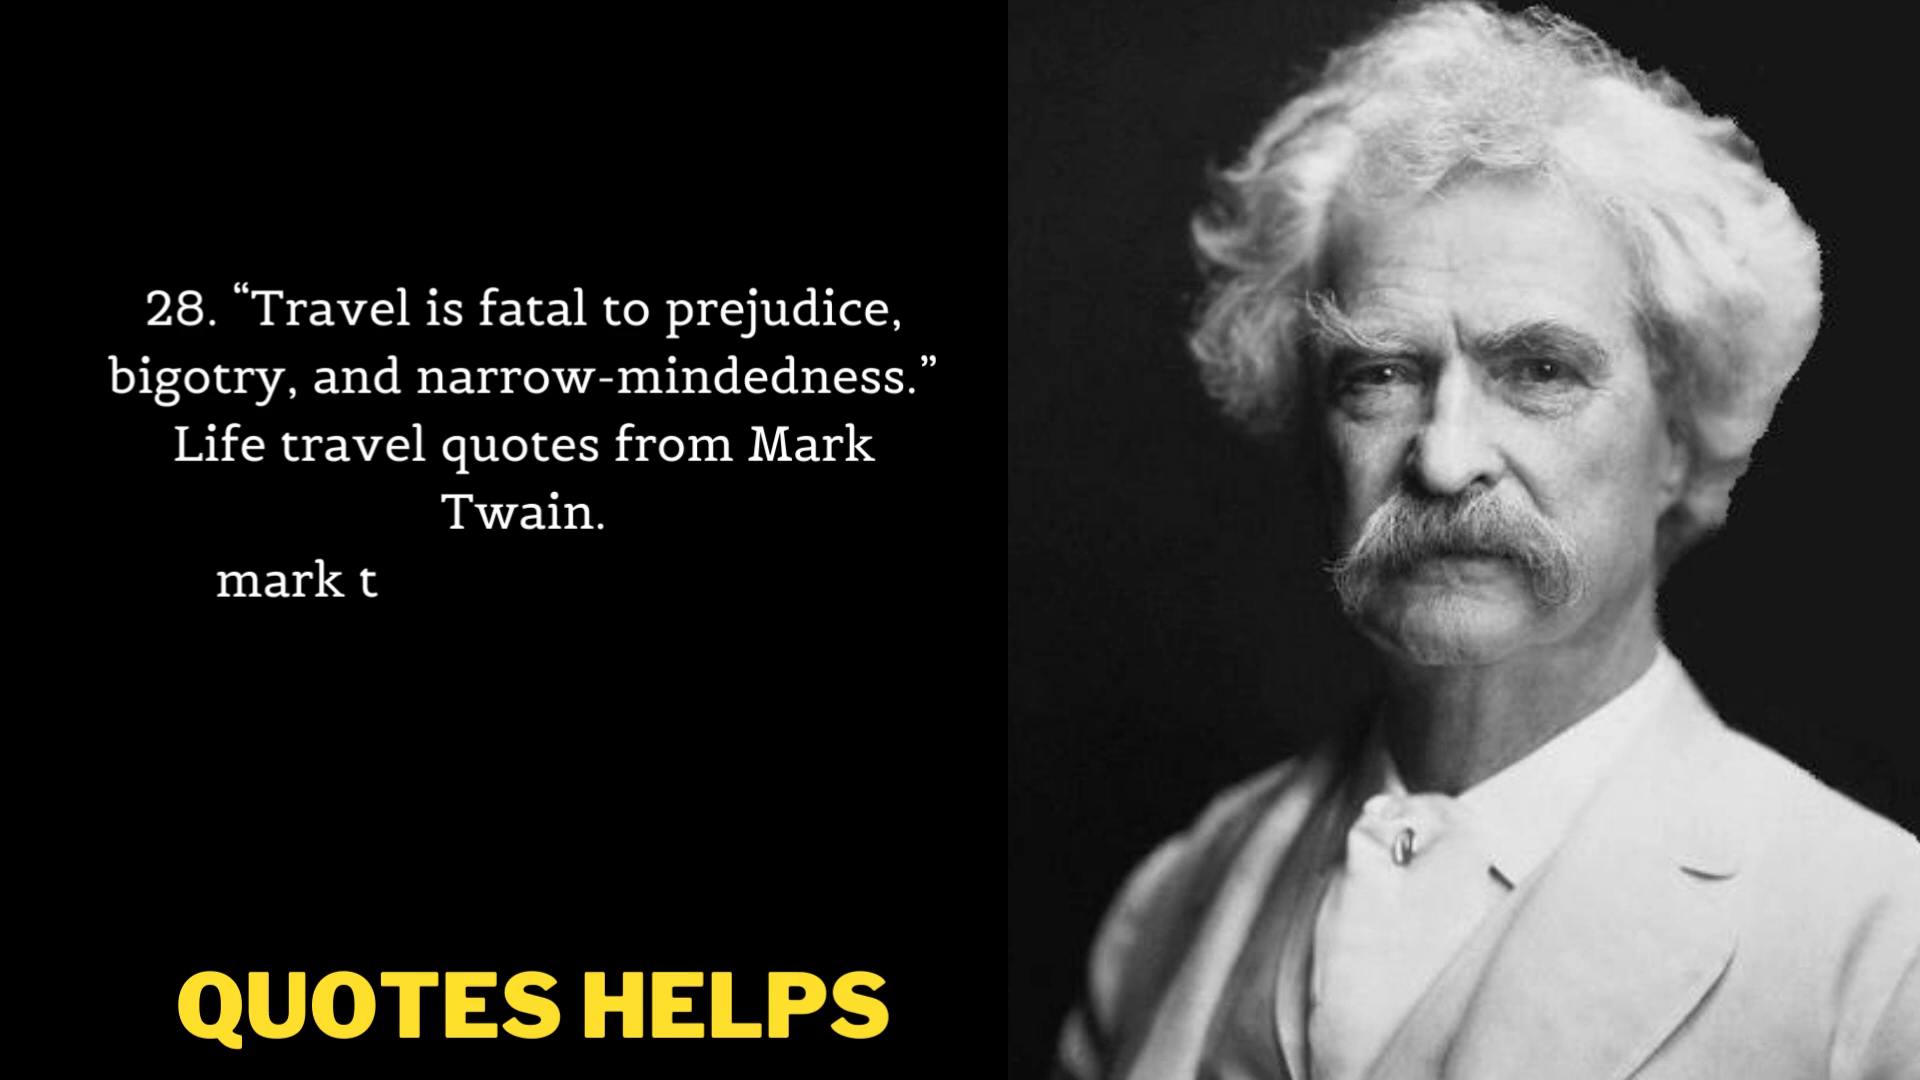 28. “Travel is fatal to prejudice,
bigotry, and narrow-mindedness.”
Life travel quotes from Mark
Twain.
mark t
QUOTES HELPS